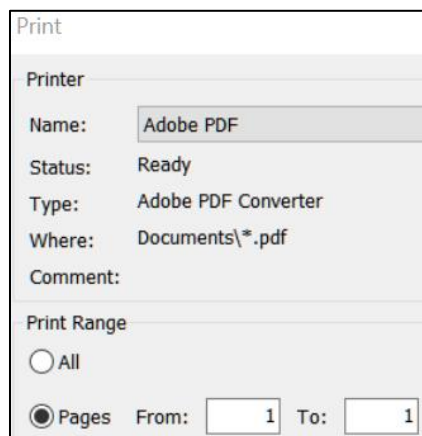 Print
Printer
Name: Adobe PDF
Status: Ready
Type: Adobe PDF Converter
Where: Documents\*.pdf
Comment:
Print Range
All
Pages From: 1 To: 1